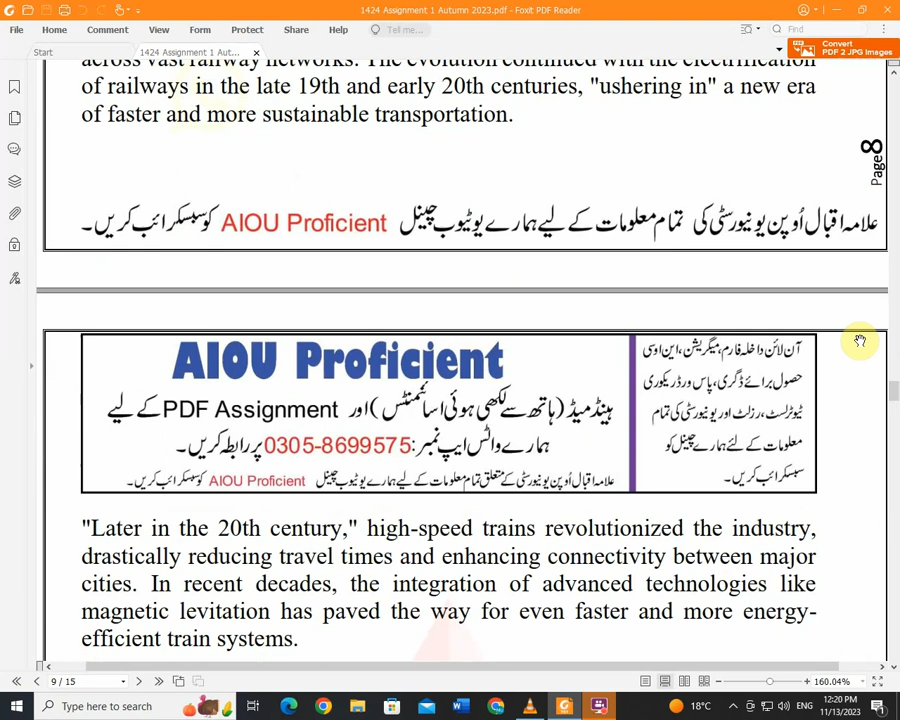 1424 Assignment 1 Autumn 2023.pdf - Foxit PDF Reader
File Home Comment View Form Protect Share Help Tell me... Find
Start 1424 Assignment 1 Aut... Convert
PDF 2 JPG Images
across vast railway networks. The evolution continued with the electrification
of railways in the late 19th and early 20th centuries, "ushering in" a new era
of faster and more sustainable transportation.
Page8
علامہ اقبال اُوپن یونیورسٹی کی تمام معلومات کے لیے ہمارے یوٹیوب چینل AIOU Proficient کو سبسکرائب کریں۔
AIOU Proficient
ہینڈ میڈ (ہاتھ سے لکھی ہوئی اسائمنٹس) اور PDF Assignment کے لیے
ہمارے واٹس ایپ نمبر: 0305-8699575 پر رابطہ کریں۔
علامہ اقبال اُوپن یونیورسٹی کے متعلق تمام معلومات کے لیے ہمارے یوٹیوب چینل AIOU Proficient کو سبسکرائب کریں۔
آن لائن داخلہ فارم، مائیگریشن، این او سی
حصول برائے ڈگری، پاس ورڈ ریکوری
ٹیوٹر لسٹ، رزلٹ اور یونیورسٹی کی تمام
معلومات کے لئے ہمارے چینل کو
سبسکرائب کریں۔
"Later in the 20th century," high-speed trains revolutionized the industry,
drastically reducing travel times and enhancing connectivity between major
cities. In recent decades, the integration of advanced technologies like
magnetic levitation has paved the way for even faster and more energy-
efficient train systems.
9 / 15 160.04%
Type here to search 18°C ENG 12:20 PM
11/13/2023